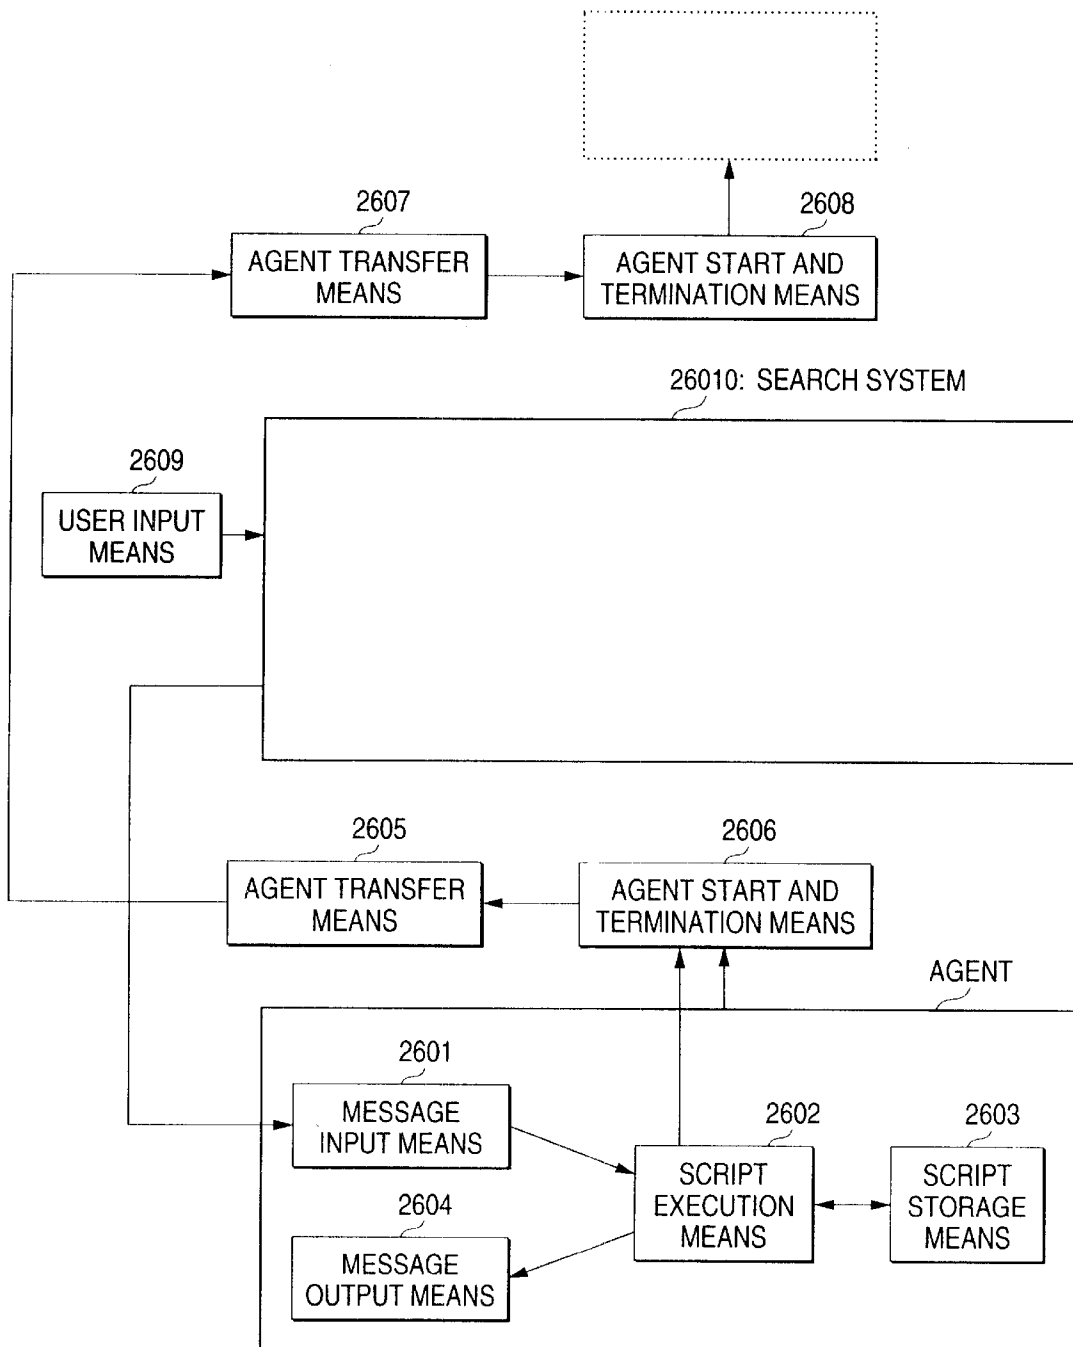 2607
AGENT TRANSFER
MEANS
2608
AGENT START AND
TERMINATION MEANS
26010: SEARCH SYSTEM
2609
USER INPUT
MEANS
2605
AGENT TRANSFER
MEANS
2606
AGENT START AND
TERMINATION MEANS
AGENT
2601
MESSAGE
INPUT MEANS
2602
SCRIPT
EXECUTION
MEANS
2603
SCRIPT
STORAGE
MEANS
2604
MESSAGE
OUTPUT MEANS